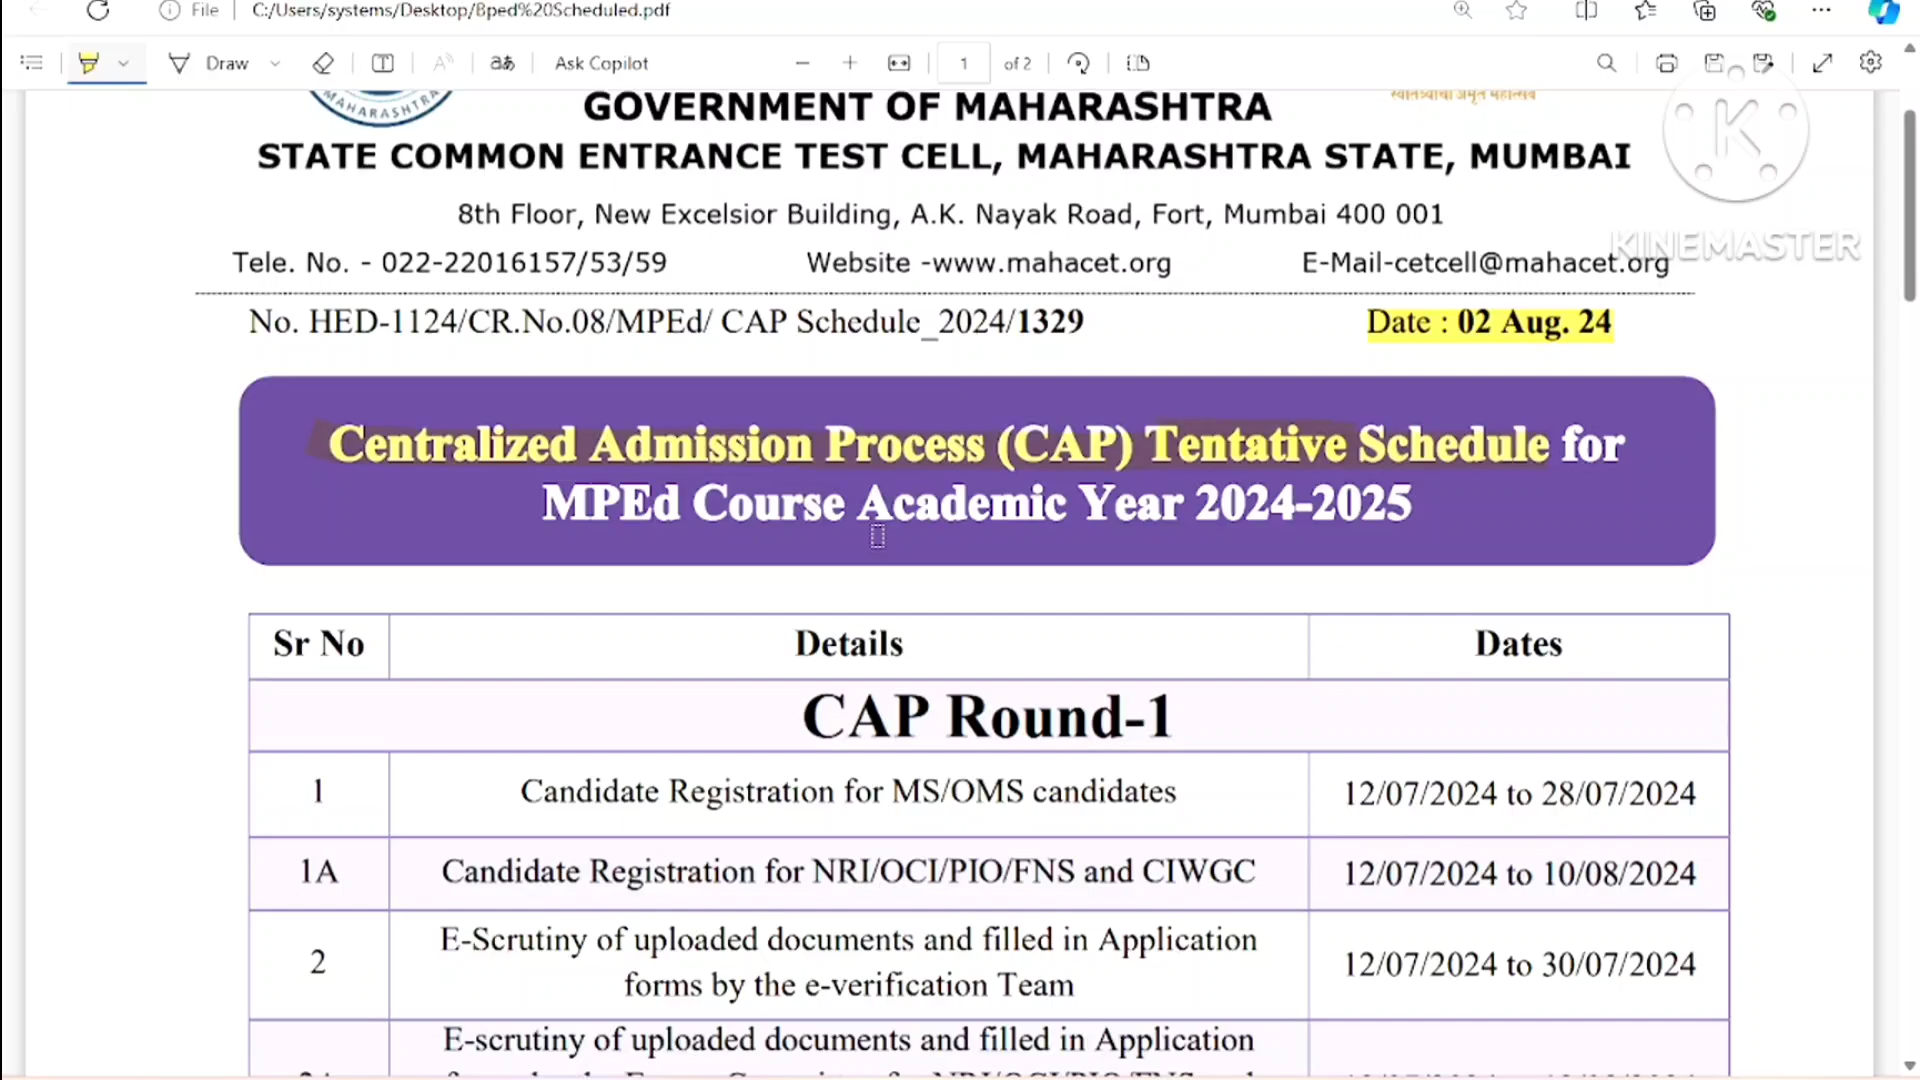 File
C:/Users/systems/Desktop/Bped%20Scheduled.pdf
Draw
aあ
Ask Copilot
1
of 2
MAHARASHTRA
GOVERNMENT OF MAHARASHTRA
STATE COMMON ENTRANCE TEST CELL, MAHARASHTRA STATE, MUMBAI
8th Floor, New Excelsior Building, A.K. Nayak Road, Fort, Mumbai 400 001
Tele. No. - 022-22016157/53/59 Website -www.mahacet.org E-Mail-cetcell@mahacet.org
K
KINEMASTER
No. HED-1124/CR.No.08/MPEd/ CAP Schedule_2024/1329 Date : 02 Aug. 24
Centralized Admission Process (CAP) Tentative Schedule for
MPEd Course Academic Year 2024-2025
Sr No Details Dates
CAP Round-1
1 Candidate Registration for MS/OMS candidates 12/07/2024 to 28/07/2024
1A Candidate Registration for NRI/OCI/PIO/FNS and CIWGC 12/07/2024 to 10/08/2024
2 E-Scrutiny of uploaded documents and filled in Application
forms by the e-verification Team 12/07/2024 to 30/07/2024
E-scrutiny of uploaded documents and filled in Application